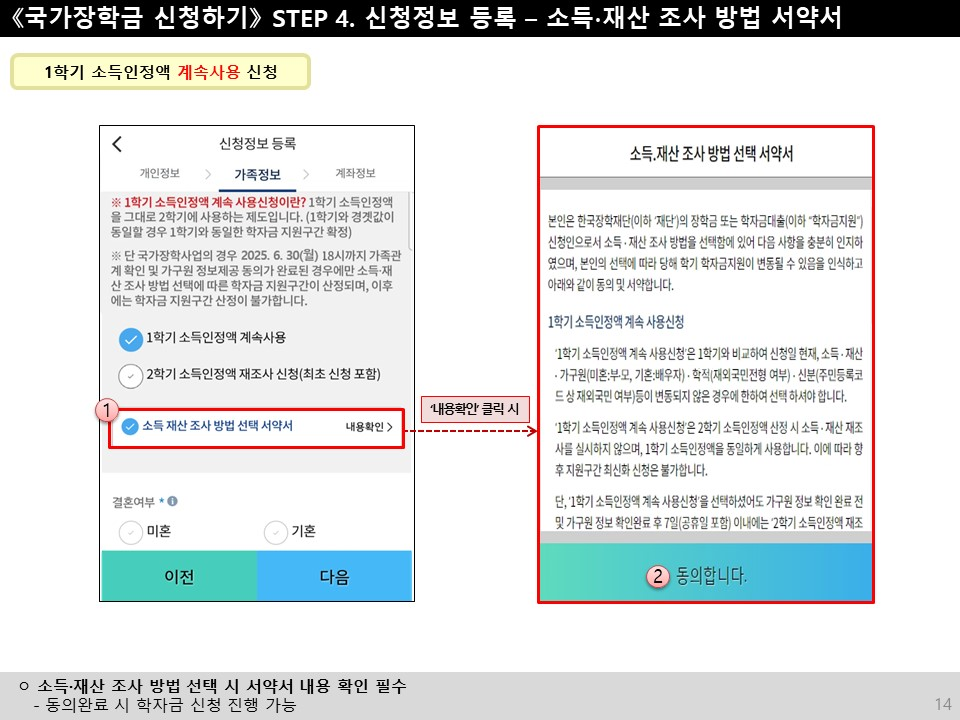 《국가장학금 신청하기》 STEP 4. 신청정보 등록 – 소득·재산 조사 방법 서약서
1학기 소득인정액 계속사용 신청
신청정보 등록
개인정보 가족정보 계좌정보
※ 1학기 소득인정액 계속 사용신청이란? 1학기 소득인정액
을 그대로 2학기에 사용하는 제도입니다. (1학기와 경곗값이
동일할 경우 1학기와 동일한 학자금 지원구간 확정)
※ 단 국가장학사업의 경우 2025. 6. 30(월) 18시까지 가족관
계 확인 및 가구원 정보제공 동의가 완료된 경우에만 소득·재
산 조사 방법 선택에 따른 학자금 지원구간이 산정되며, 이후
에는 학자금 지원구간 산정이 불가합니다.
1학기 소득인정액 계속사용
2학기 소득인정액 재조사 신청(최초 신청 포함)
1
소득 재산 조사 방법 선택 서약서 내용확인 >
결혼여부 *
미혼 기혼
이전 다음
'내용확인' 클릭 시
소득.재산 조사 방법 선택 서약서
본인은 한국장학재단(이하 '재단')의 장학금 또는 학자금대출(이하 "학자금지원")
신청인으로서 소득·재산 조사 방법을 선택함에 있어 다음 사항을 충분히 인지하
였으며, 본인의 선택에 따라 당해 학기 학자금지원이 변동될 수 있음을 인식하고
아래와 같이 동의 및 서약합니다.
1학기 소득인정액 계속 사용신청
'1학기 소득인정액 계속 사용신청'은 1학기와 비교하여 신청일 현재, 소득·재산
·가구원(미혼:부모, 기혼:배우자)·학적(재외국민전형 여부)·신분(주민등록코
드 상 재외국민 여부)등이 변동되지 않은 경우에 한하여 선택 하셔야 합니다.
'1학기 소득인정액 계속 사용신청'은 2학기 소득인정액 산정 시 소득·재산 재조
사를 실시하지 않으며, 1학기 소득인정액을 동일하게 사용합니다. 이에 따라 향
후 지원구간 최신화 신청은 불가합니다.
단, '1학기 소득인정액 계속 사용신청'을 선택하셨어도 가구원 정보 확인 완료 전
및 가구원 정보 확인완료 후 7일(공휴일 포함) 이내에는 '2학기 소득인정액 재조
2 동의합니다.
○ 소득·재산 조사 방법 선택 시 서약서 내용 확인 필수
- 동의완료 시 학자금 신청 진행 가능
14